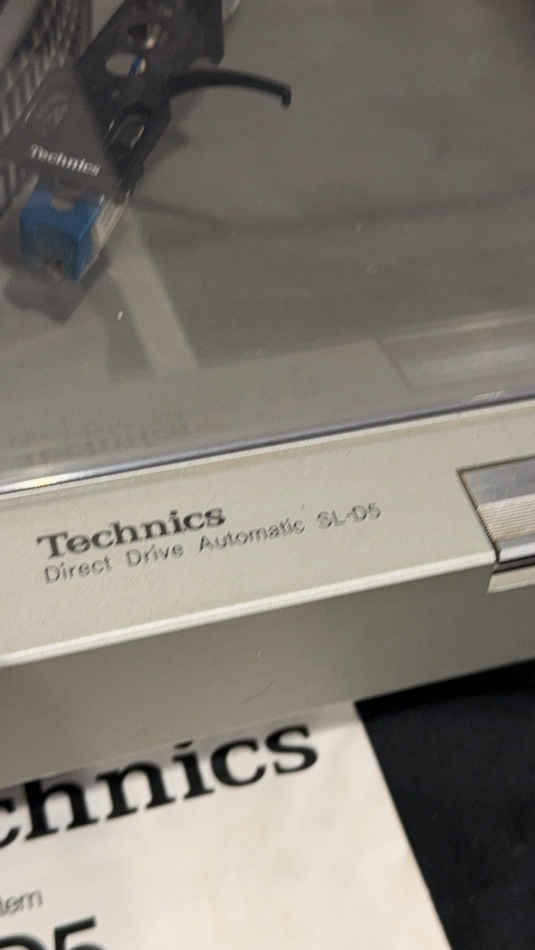 Technics
Technics
Direct Drive Automatic SL-D5
chnics
tem
D5